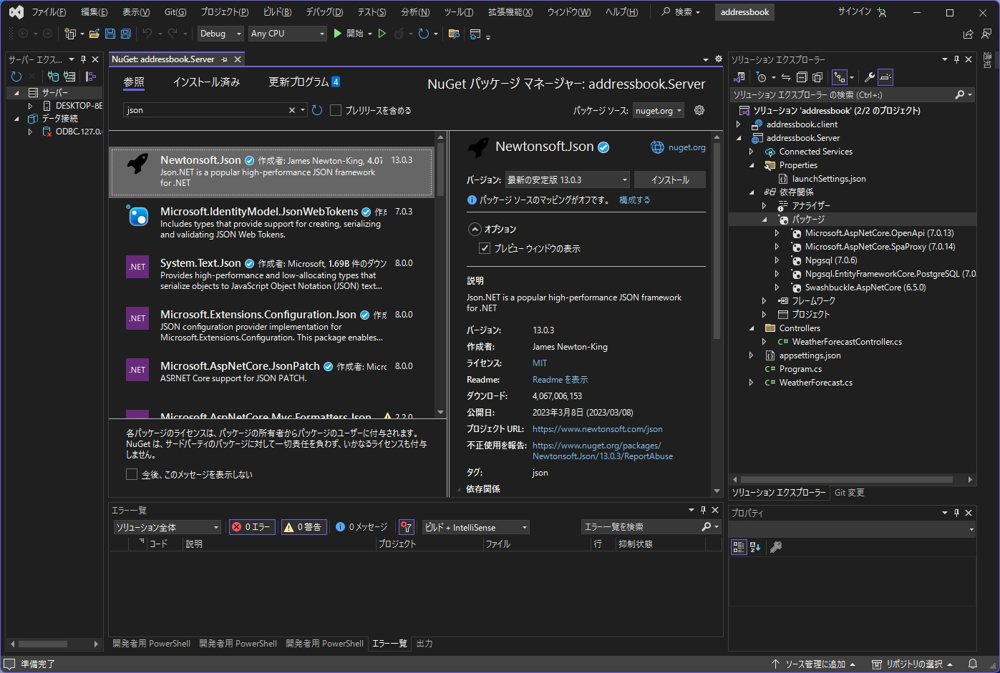 ファイル(F) 編集(E) 表示(V) Git(G) プロジェクト(P) ビルド(B) デバッグ(D) テスト(S) 分析(N) ツール(T) 拡張機能(X) ウィンドウ(W) ヘルプ(H) 検索 addressbook サインイン
Debug Any CPU 開始
サーバー エクス...
サーバー
DESKTOP-8E
データ接続
ODBC.127.0.
NuGet: addressbook.Server
参照 インストール済み 更新プログラム 4
NuGet パッケージ マネージャー: addressbook.Server
json プレリリースを含める
パッケージ ソース: nuget.org
Newtonsoft.Json 作成者: James Newton-King, 4.07 13.0.3
Json.NET is a popular high-performance JSON framework
for .NET
Microsoft.IdentityModel.JsonWebTokens 作成 7.0.3
Includes types that provide support for creating, serializing
and validating JSON Web Tokens.
.NET
System.Text.Json 作成者: Microsoft, 1.69B 件のダウン 8.0.0
Provides high-performance and low-allocating types that
serialize objects to JavaScript Object Notation (JSON) text...
.NET
Microsoft.Extensions.Configuration.Json 作成 8.0.0
JSON configuration provider implementation for
Microsoft.Extensions.Configuration. This package enables...
.NET
Microsoft.AspNetCore.JsonPatch 作成者: Micro 8.0.0
ASP.NET Core support for JSON PATCH.
Microsoft.AspNetCore.Mvc.Formatters.Json 2.2.0
各パッケージのライセンスは、パッケージの所有者からパッケージのユーザーに付与されます。
NuGet は、サードパーティのパッケージに対して一切責任を負わず、いかなるライセンスも付与
しません。
今後、このメッセージを表示しない
Newtonsoft.Json nuget.org
バージョン: 最新の安定版 13.0.3 インストール
パッケージ ソースのマッピングがオフです。 構成する
オプション
プレビュー ウィンドウの表示
説明
Json.NET is a popular high-performance JSON framework
for .NET
バージョン: 13.0.3
作成者: James Newton-King
ライセンス: MIT
Readme: Readme を表示
ダウンロード: 4,067,006,153
公開日: 2023年3月8日 (2023/03/08)
プロジェクト URL: https://www.newtonsoft.com/json
不正使用を報告: https://www.nuget.org/packages/
Newtonsoft.Json/13.0.3/ReportAbuse
タグ: json
依存関係
エラー一覧
ソリューション全体 0 エラー 0 警告 0 メッセージ ビルド + IntelliSense エラー一覧を検索
コード 説明 プロジェクト ファイル 行 抑制状態
開発者用 PowerShell 開発者用 PowerShell 開発者用 PowerShell エラー一覧 出力
ソリューション エクスプローラー
ソリューション エクスプローラー の検索 (Ctrl+:)
ソリューション 'addressbook' (2/2 のプロジェクト)
addressbook.client
addressbook.Server
Connected Services
Properties
launchSettings.json
依存関係
アナライザー
パッケージ
Microsoft.AspNetCore.OpenApi (7.0.13)
Microsoft.AspNetCore.SpaProxy (7.0.14)
Npgsql (7.0.6)
Npgsql.EntityFrameworkCore.PostgreSQL (7.0.
Swashbuckle.AspNetCore (6.5.0)
フレームワーク
プロジェクト
Controllers
C# WeatherForecastController.cs
appsettings.json
C# Program.cs
C# WeatherForecast.cs
ソリューション エクスプローラー Git 変更
プロパティ
通知
準備完了 ソース管理に追加 リポジトリの選択